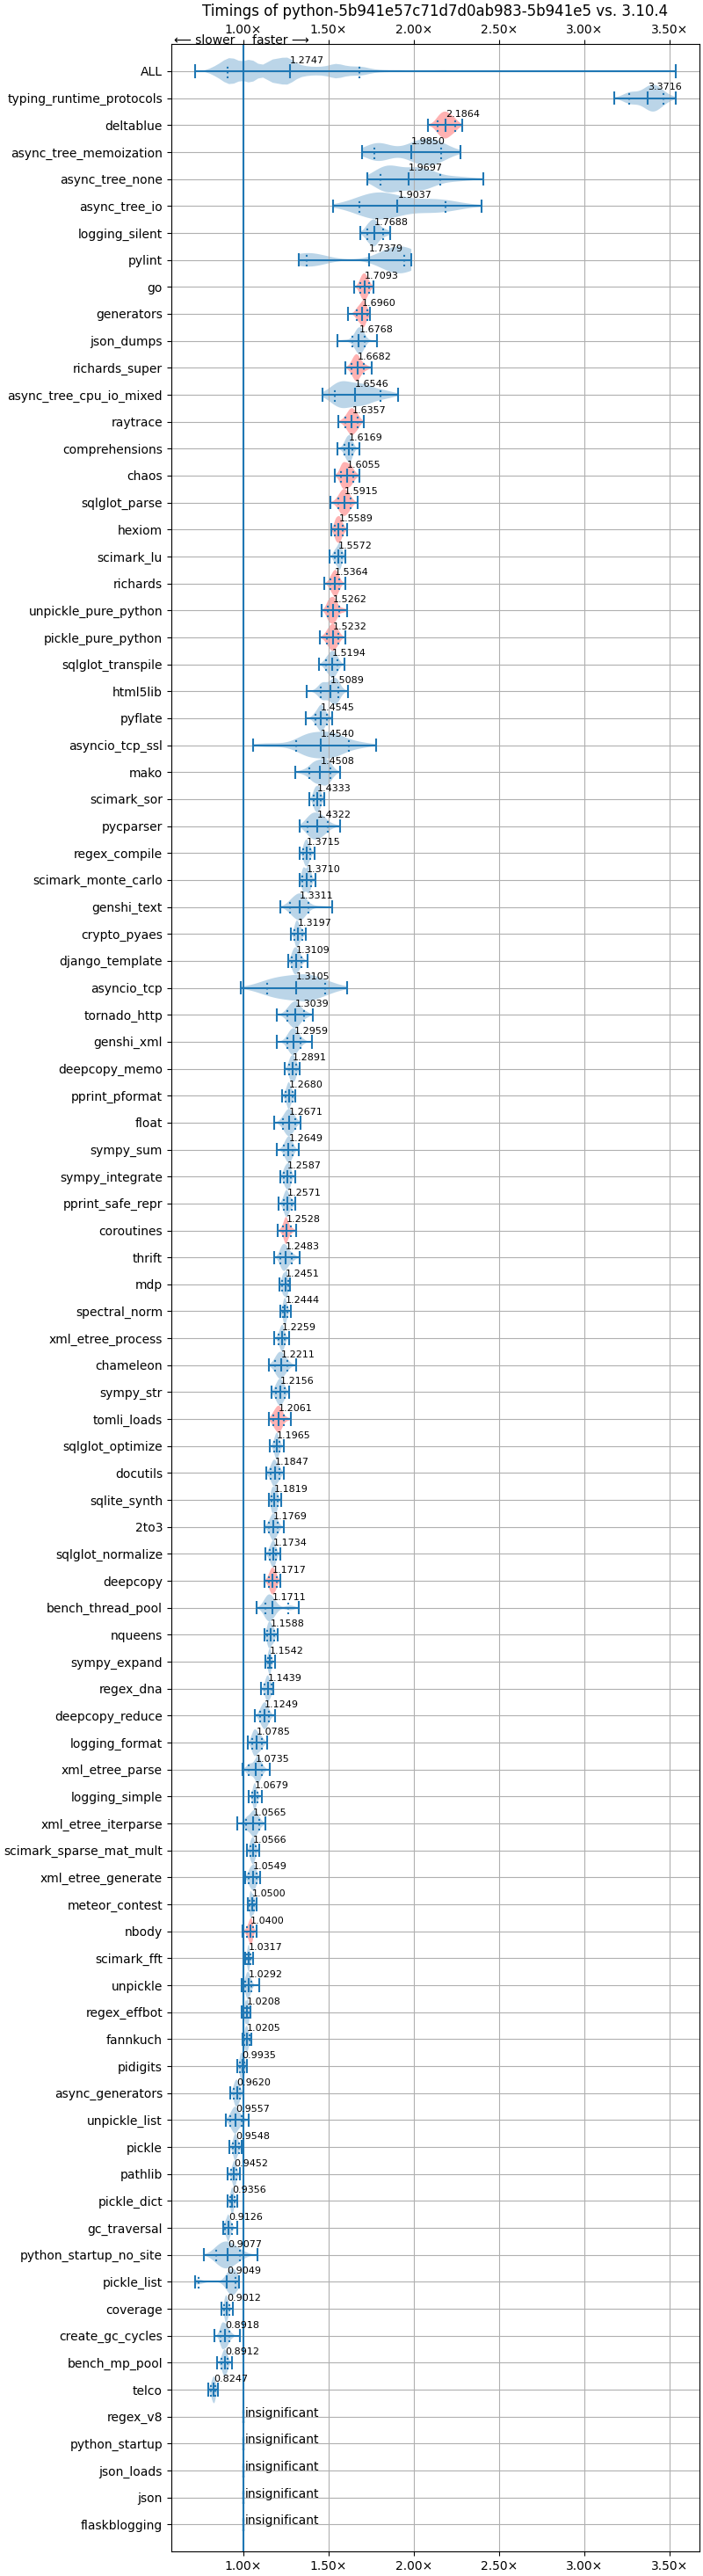 Timings of python-5b941e57c71d7d0ab983-5b941e5 vs. 3.10.4
1.00× 1.50× 2.00× 2.50× 3.00× 3.50×
⟵ slower faster ⟶
ALL 1.2747
typing_runtime_protocols 3.3716
deltablue 2.1864
async_tree_memoization 1.9850
async_tree_none 1.9697
async_tree_io 1.9037
logging_silent 1.7688
pylint 1.7379
go 1.7093
generators 1.6960
json_dumps 1.6768
richards_super 1.6682
async_tree_cpu_io_mixed 1.6546
raytrace 1.6357
comprehensions 1.6169
chaos 1.6055
sqlglot_parse 1.5915
hexiom 1.5589
scimark_lu 1.5572
richards 1.5364
unpickle_pure_python 1.5262
pickle_pure_python 1.5232
sqlglot_transpile 1.5194
html5lib 1.5089
pyflate 1.4545
asyncio_tcp_ssl 1.4540
mako 1.4508
scimark_sor 1.4333
pycparser 1.4322
regex_compile 1.3715
scimark_monte_carlo 1.3710
genshi_text 1.3311
crypto_pyaes 1.3197
django_template 1.3109
asyncio_tcp 1.3105
tornado_http 1.3039
genshi_xml 1.2959
deepcopy_memo 1.2891
pprint_pformat 1.2680
float 1.2671
sympy_sum 1.2649
sympy_integrate 1.2587
pprint_safe_repr 1.2571
coroutines 1.2528
thrift 1.2483
mdp 1.2451
spectral_norm 1.2444
xml_etree_process 1.2259
chameleon 1.2211
sympy_str 1.2156
tomli_loads 1.2061
sqlglot_optimize 1.1965
docutils 1.1847
sqlite_synth 1.1819
2to3 1.1769
sqlglot_normalize 1.1734
deepcopy 1.1717
bench_thread_pool 1.1711
nqueens 1.1588
sympy_expand 1.1542
regex_dna 1.1439
deepcopy_reduce 1.1249
logging_format 1.0785
xml_etree_parse 1.0735
logging_simple 1.0679
xml_etree_iterparse 1.0565
scimark_sparse_mat_mult 1.0566
xml_etree_generate 1.0549
meteor_contest 1.0500
nbody 1.0400
scimark_fft 1.0317
unpickle 1.0292
regex_effbot 1.0208
fannkuch 1.0205
pidigits 0.9935
async_generators 0.9620
unpickle_list 0.9557
pickle 0.9548
pathlib 0.9452
pickle_dict 0.9356
gc_traversal 0.9126
python_startup_no_site 0.9077
pickle_list 0.9049
coverage 0.9012
create_gc_cycles 0.8918
bench_mp_pool 0.8912
telco 0.8247
regex_v8 insignificant
python_startup insignificant
json_loads insignificant
json insignificant
flaskblogging insignificant
1.00× 1.50× 2.00× 2.50× 3.00× 3.50×